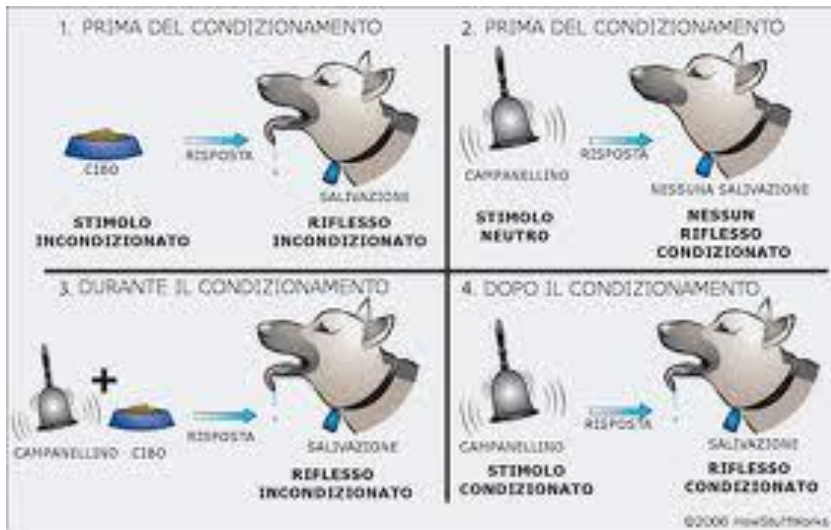 1. PRIMA DEL CONDIZIONAMENTO
CIBO
RISPOSTA
SALIVAZIONE
STIMOLO
INCONDIZIONATO
RIFLESSO
INCONDIZIONATO
2. PRIMA DEL CONDIZIONAMENTO
CAMPANELLINO
RISPOSTA
NESSUNA SALIVAZIONE
STIMOLO
NEUTRO
NESSUN
RIFLESSO
CONDIZIONATO
3. DURANTE IL CONDIZIONAMENTO
+
CAMPANELLINO
CIBO
RISPOSTA
SALIVAZIONE
RIFLESSO
INCONDIZIONATO
4. DOPO IL CONDIZIONAMENTO
CAMPANELLINO
RISPOSTA
SALIVAZIONE
STIMOLO
CONDIZIONATO
RIFLESSO
CONDIZIONATO
©2006 HowStuffWorks